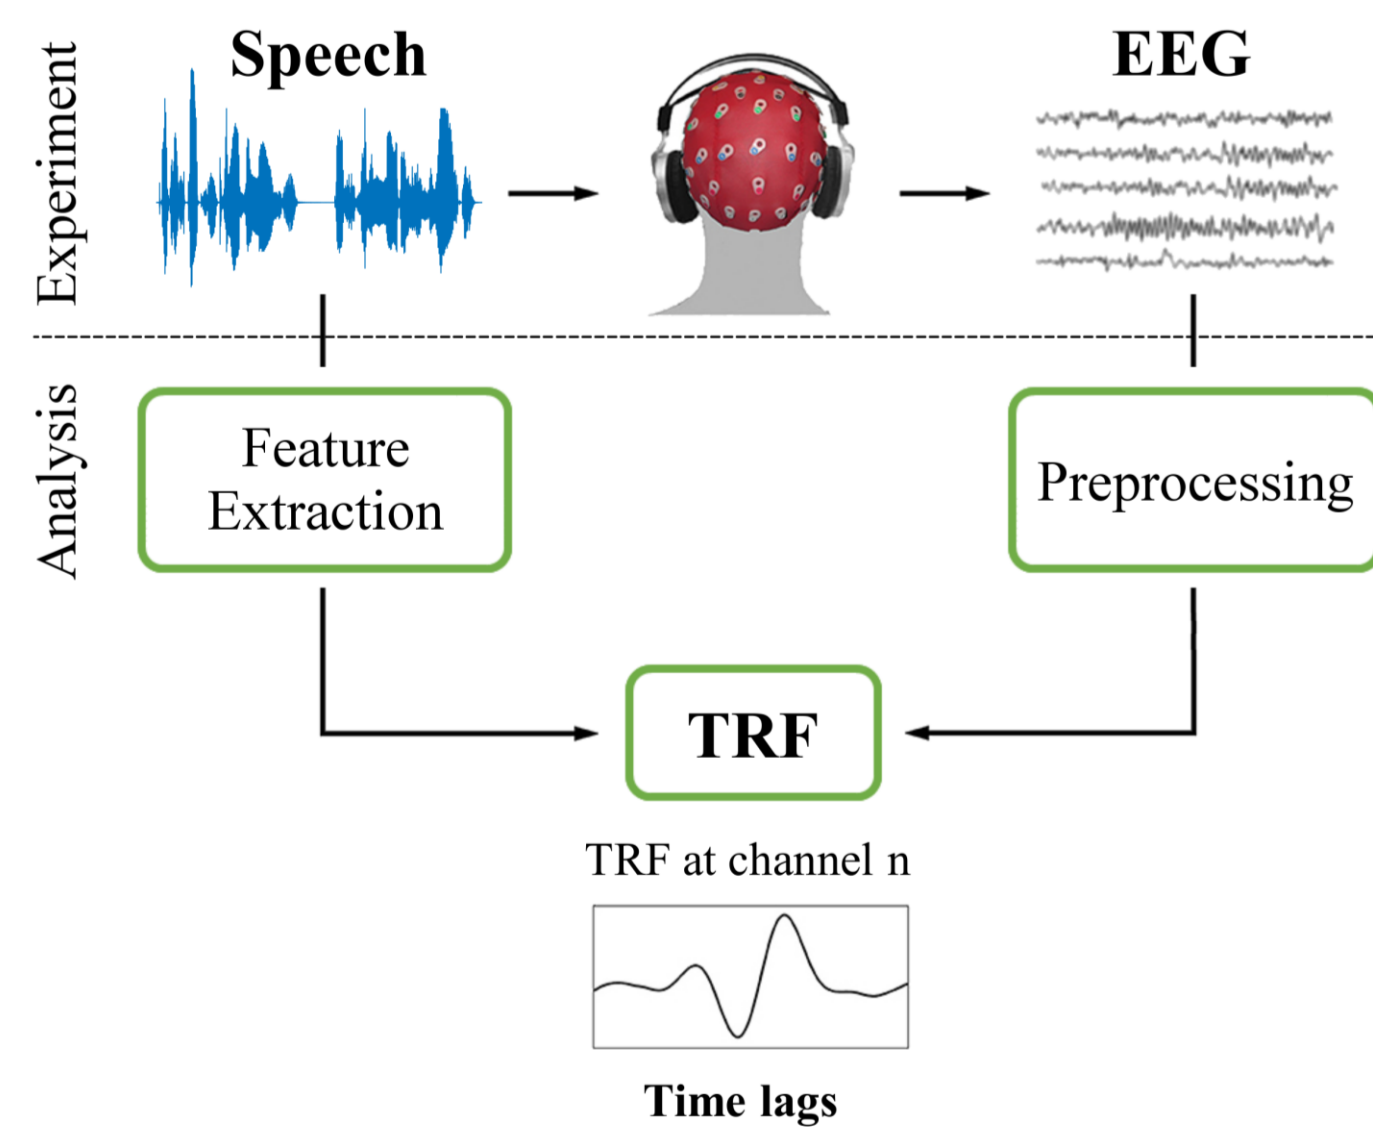 Experiment
Speech
EEG
Analysis
Feature
Extraction
Preprocessing
TRF
TRF at channel n
Time lags